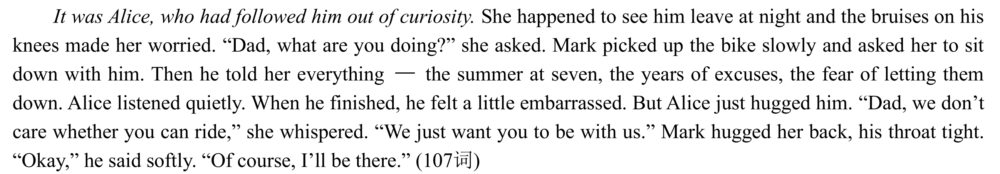 It was Alice, who had followed him out of curiosity. She happened to see him leave at night and the bruises on his
knees made her worried. “Dad, what are you doing?” she asked. Mark picked up the bike slowly and asked her to sit
down with him. Then he told her everything — the summer at seven, the years of excuses, the fear of letting them
down. Alice listened quietly. When he finished, he felt a little embarrassed. But Alice just hugged him. “Dad, we don’t
care whether you can ride,” she whispered. “We just want you to be with us.” Mark hugged her back, his throat tight.
“Okay,” he said softly. “Of course, I’ll be there.” (107词)